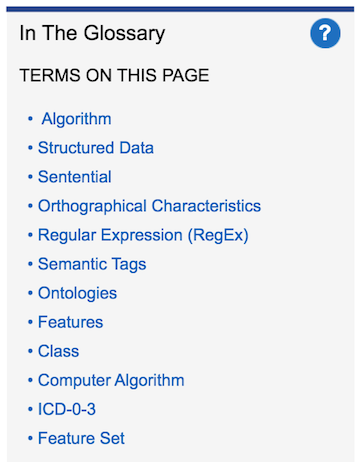 In The Glossary ?
TERMS ON THIS PAGE
• Algorithm
• Structured Data
• Sentential
• Orthographical Characteristics
• Regular Expression (RegEx)
• Semantic Tags
• Ontologies
• Features
• Class
• Computer Algorithm
• ICD-0-3
• Feature Set